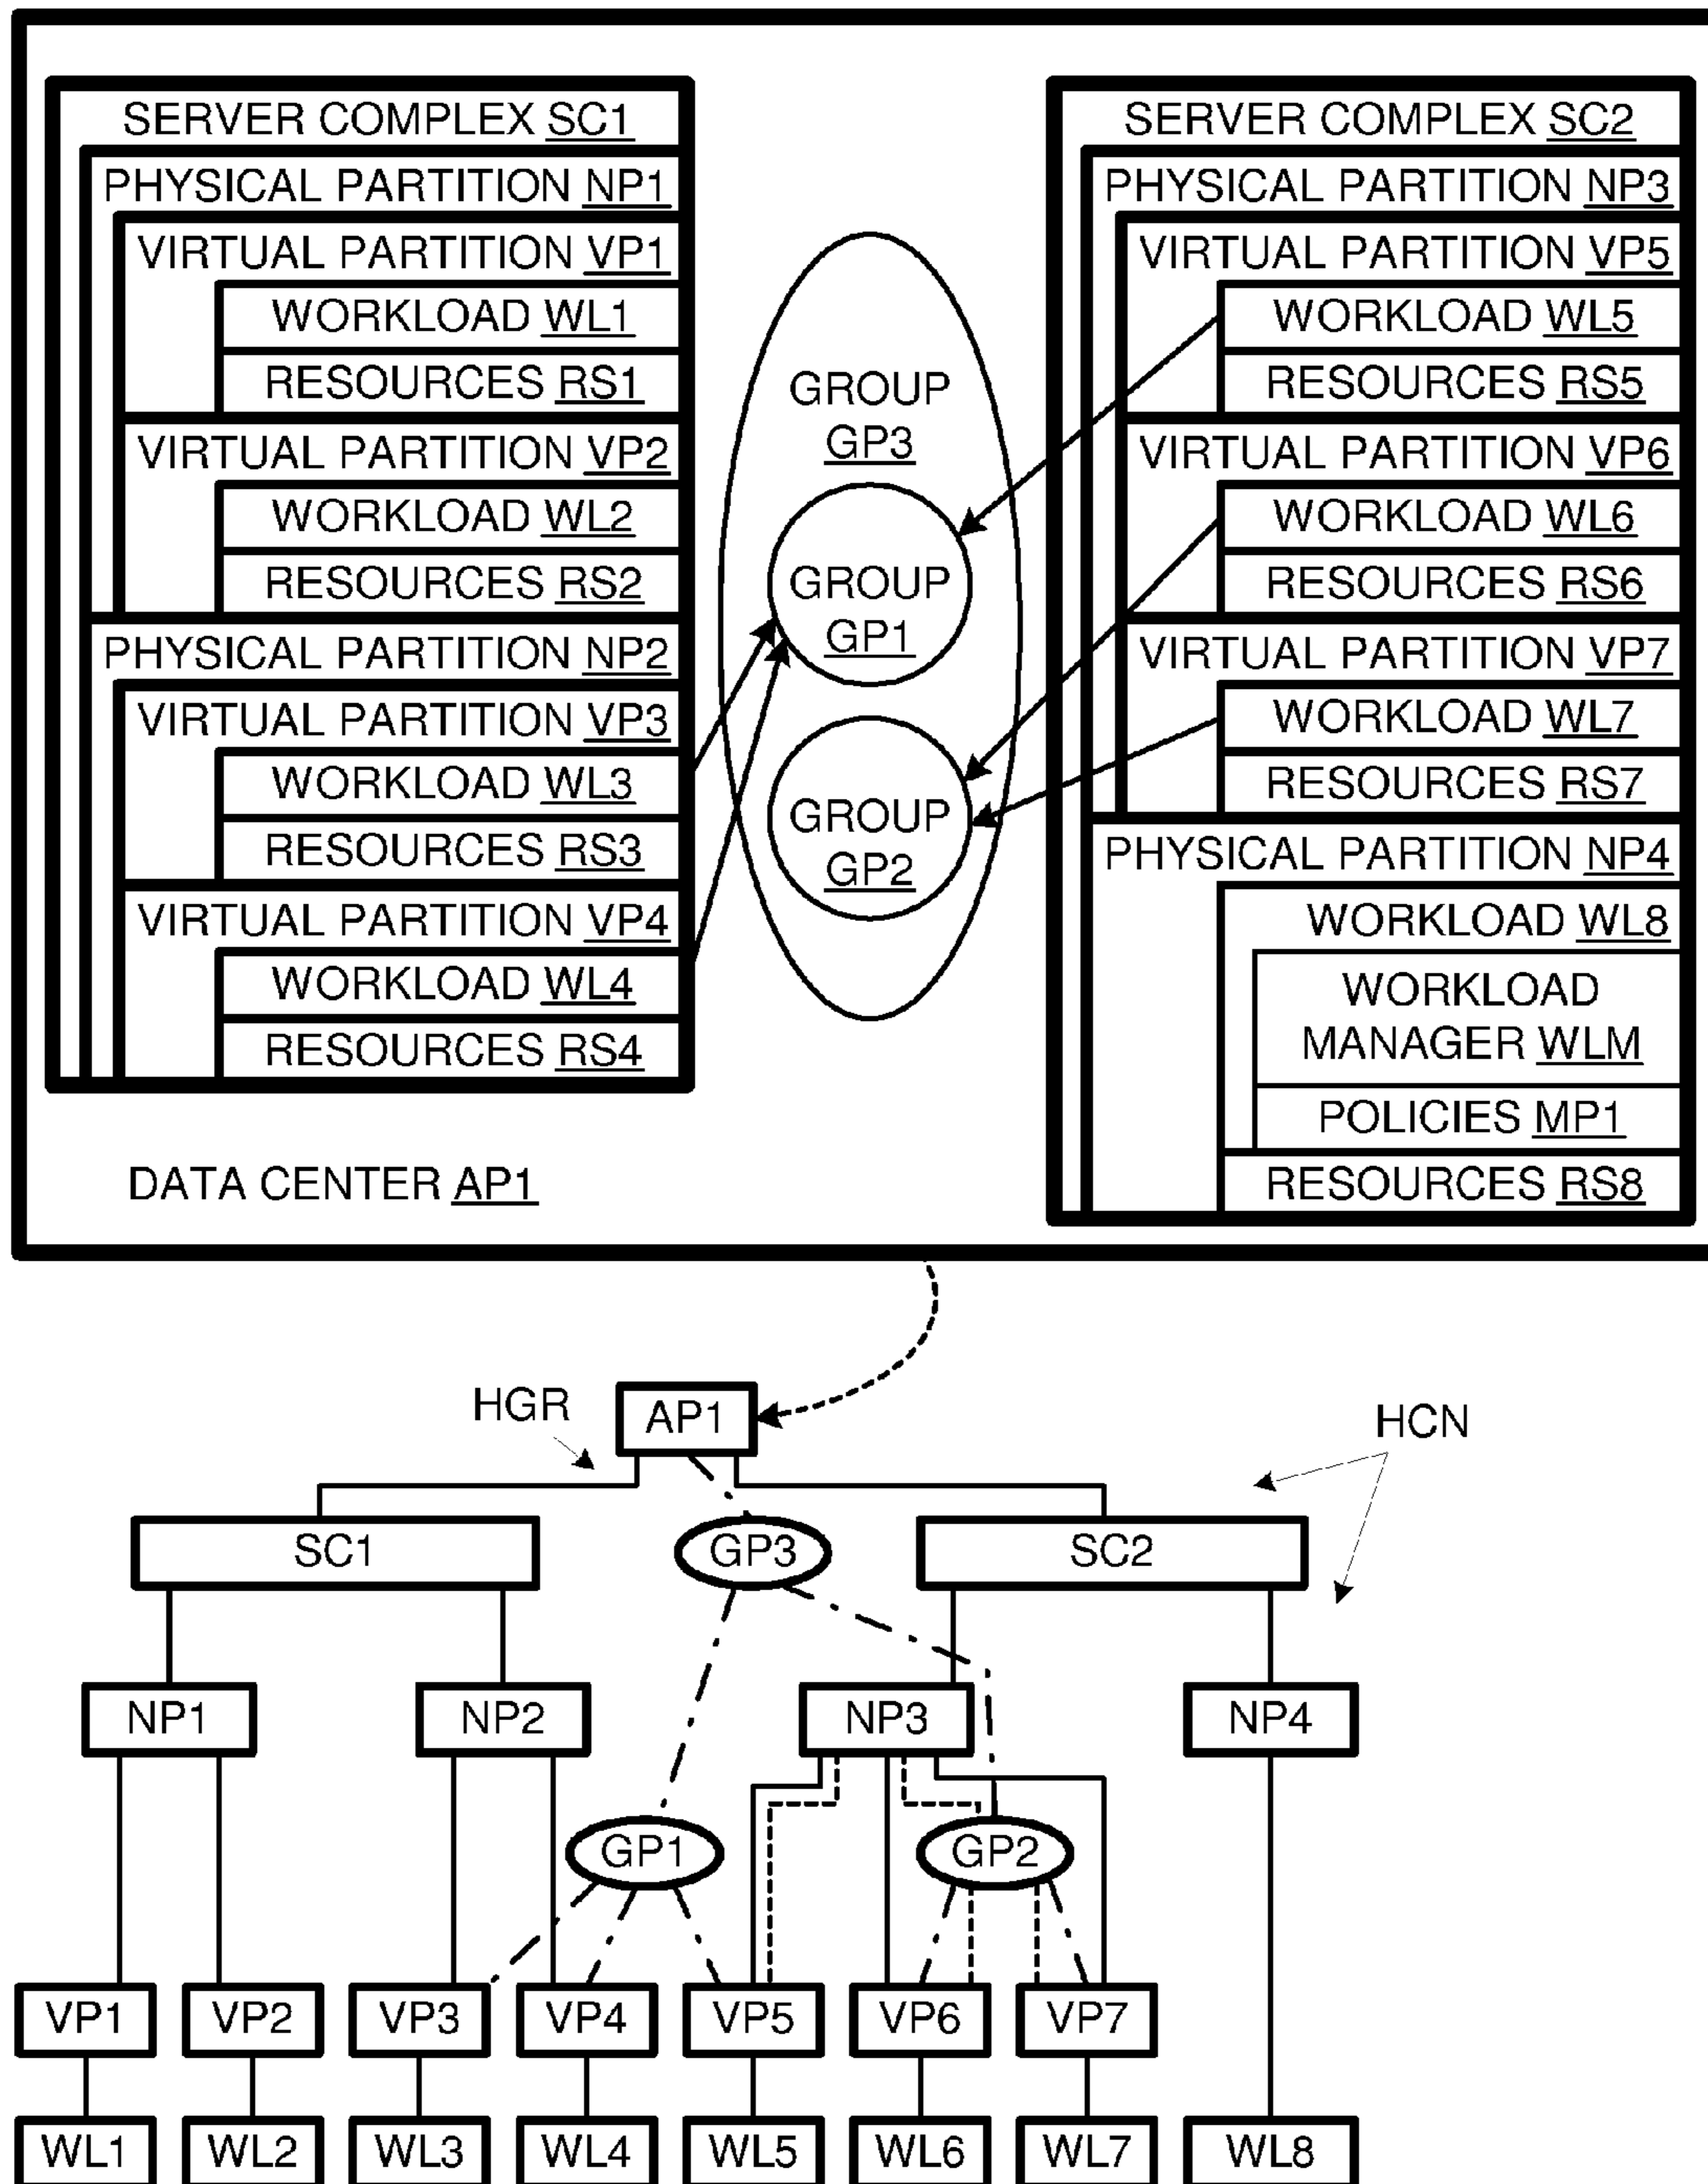 SERVER COMPLEX SC1
PHYSICAL PARTITION NP1
VIRTUAL PARTITION VP1
WORKLOAD WL1
RESOURCES RS1
VIRTUAL PARTITION VP2
WORKLOAD WL2
RESOURCES RS2
PHYSICAL PARTITION NP2
VIRTUAL PARTITION VP3
WORKLOAD WL3
RESOURCES RS3
VIRTUAL PARTITION VP4
WORKLOAD WL4
RESOURCES RS4
DATA CENTER AP1
GROUP
GP3
GROUP
GP1
GROUP
GP2
SERVER COMPLEX SC2
PHYSICAL PARTITION NP3
VIRTUAL PARTITION VP5
WORKLOAD WL5
RESOURCES RS5
VIRTUAL PARTITION VP6
WORKLOAD WL6
RESOURCES RS6
VIRTUAL PARTITION VP7
WORKLOAD WL7
RESOURCES RS7
PHYSICAL PARTITION NP4
WORKLOAD WL8
WORKLOAD
MANAGER WLM
POLICIES MP1
RESOURCES RS8
HGR
AP1
HCN
SC1
GP3
SC2
NP1
NP2
NP3
NP4
GP1
GP2
VP1
VP2
VP3
VP4
VP5
VP6
VP7
WL1
WL2
WL3
WL4
WL5
WL6
WL7
WL8